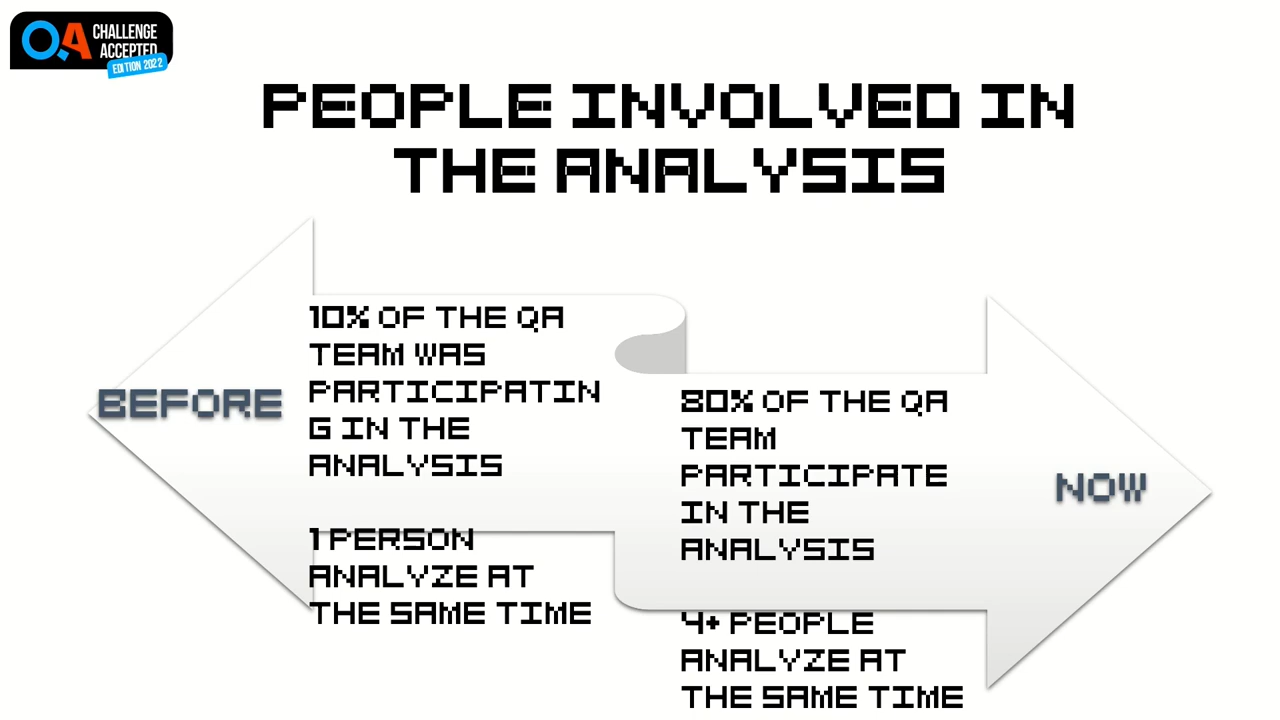 QA CHALLENGE
ACCEPTED
EDITION 2022
PEOPLE INVOLVED IN
THE ANALYSIS
BEFORE
10% OF THE QA
TEAM WAS
PARTICIPATIN
G IN THE
ANALYSIS
1 PERSON
ANALYZE AT
THE SAME TIME
80% OF THE QA
TEAM
PARTICIPATE
IN THE
ANALYSIS
4+ PEOPLE
ANALYZE AT
THE SAME TIME
NOW